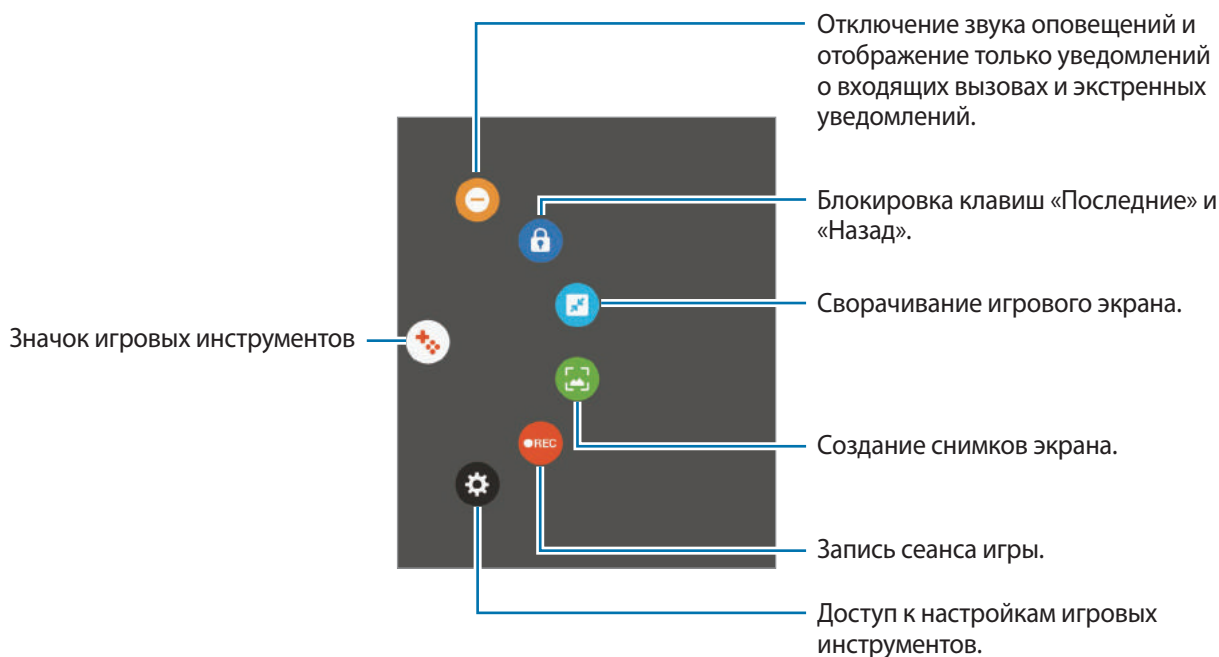 Отключение звука оповещений и
отображение только уведомлений
о входящих вызовах и экстренных
уведомлений.
Блокировка клавиш «Последние» и
«Назад».
Сворачивание игрового экрана.
Значок игровых инструментов
Создание снимков экрана.
REC
Запись сеанса игры.
Доступ к настройкам игровых
инструментов.